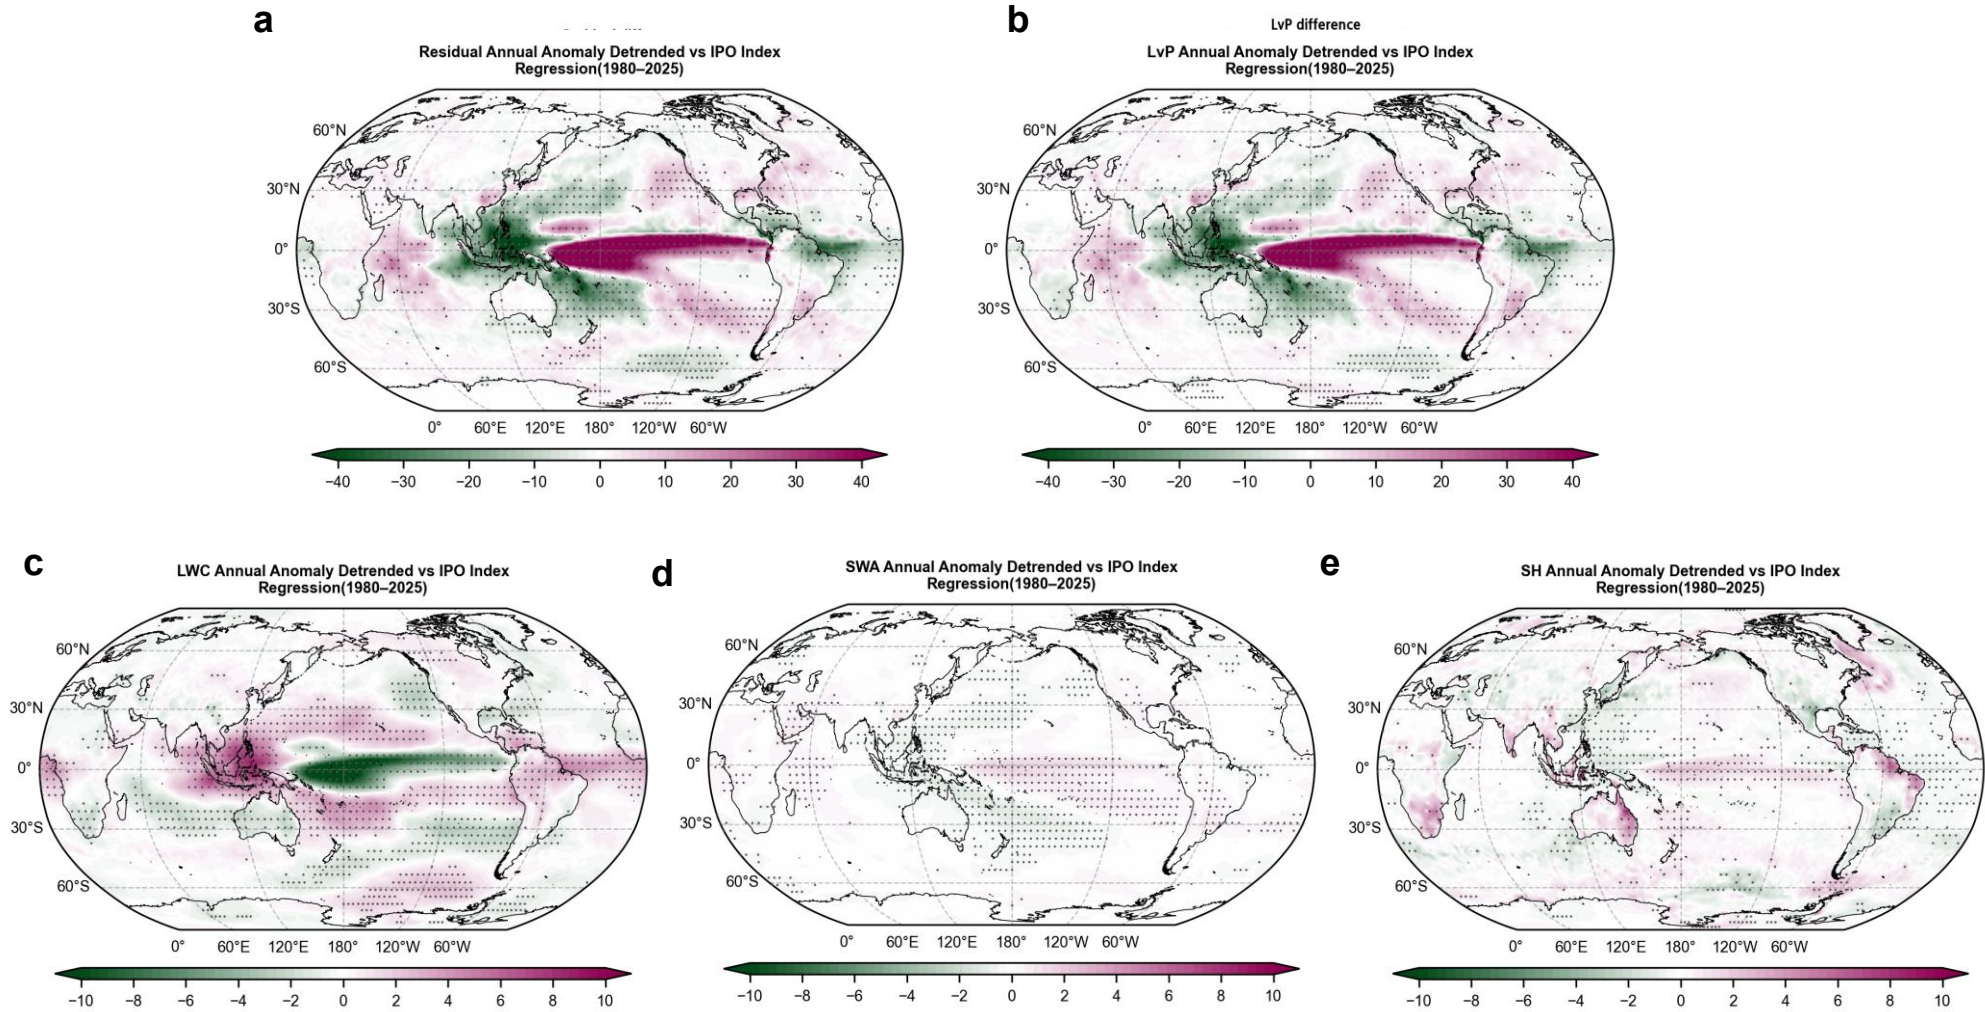 a
Residual Annual Anomaly Detrended vs IPO Index
Regression(1980–2025)
60°N
30°N
0°
30°S
60°S
0° 60°E 120°E 180° 120°W 60°W
−40 −30 −20 −10 0 10 20 30 40
b
LvP difference
LvP Annual Anomaly Detrended vs IPO Index
Regression(1980–2025)
60°N
30°N
0°
30°S
60°S
0° 60°E 120°E 180° 120°W 60°W
−40 −30 −20 −10 0 10 20 30 40
c
LWC Annual Anomaly Detrended vs IPO Index
Regression(1980–2025)
60°N
30°N
0°
30°S
60°S
0° 60°E 120°E 180° 120°W 60°W
−10 −8 −6 −4 −2 0 2 4 6 8 10
d
SWA Annual Anomaly Detrended vs IPO Index
Regression(1980–2025)
60°N
30°N
0°
30°S
60°S
0° 60°E 120°E 180° 120°W 60°W
−10 −8 −6 −4 −2 0 2 4 6 8 10
e
SH Annual Anomaly Detrended vs IPO Index
Regression(1980–2025)
60°N
30°N
0°
30°S
60°S
0° 60°E 120°E 180° 120°W 60°W
−10 −8 −6 −4 −2 0 2 4 6 8 10